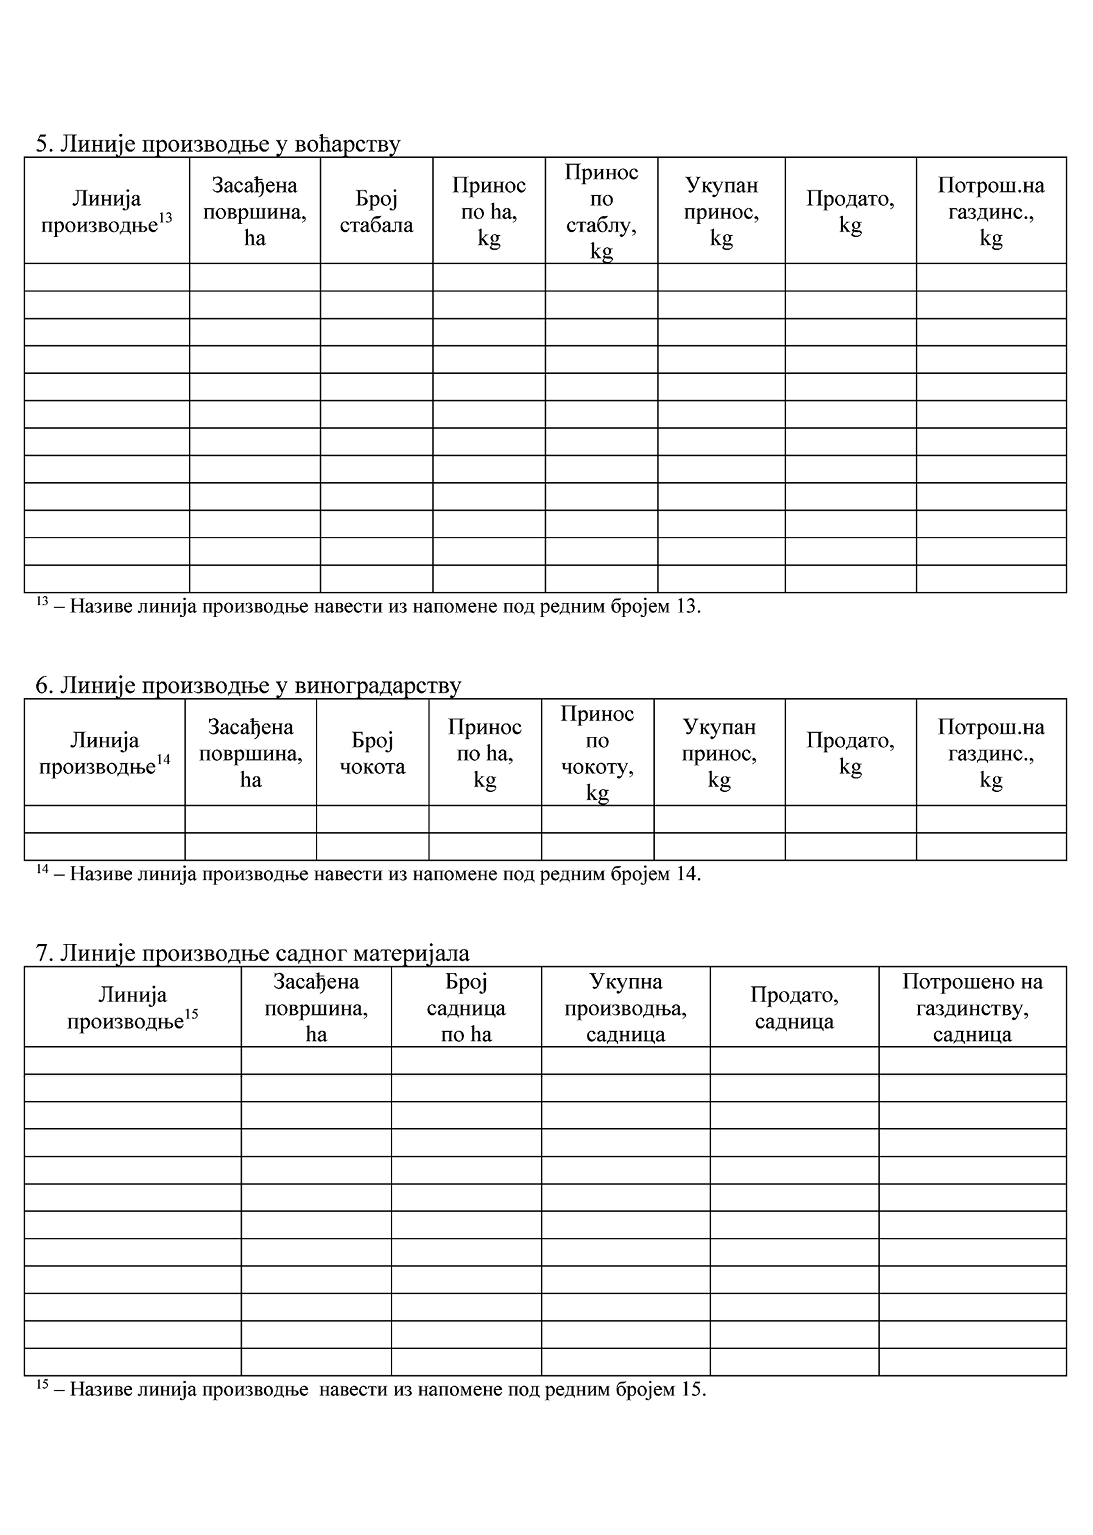 5. Линије производње у воћарству
Линија
производње13
Засађена
површина,
ha
Број
стабала
Принос
по ha,
kg
Принос
по
стаблу,
kg
Укупан
принос,
kg
Продато,
kg
Потрош.на
газдинс.,
kg
13 – Називе линија производње навести из напомене под редним бројем 13.
6. Линије производње у виноградарству
Линија
производње14
Засађена
површина,
ha
Број
чокота
Принос
по ha,
kg
Принос
по
чокоту,
kg
Укупан
принос,
kg
Продато,
kg
Потрош.на
газдинс.,
kg
14 – Називе линија производње навести из напомене под редним бројем 14.
7. Линије производње садног материјала
Линија
производње15
Засађена
површина,
ha
Број
садница
по ha
Укупна
производња,
садница
Продато,
садница
Потрошено на
газдинству,
садница
15 – Називе линија производње  навести из напомене под редним бројем 15.